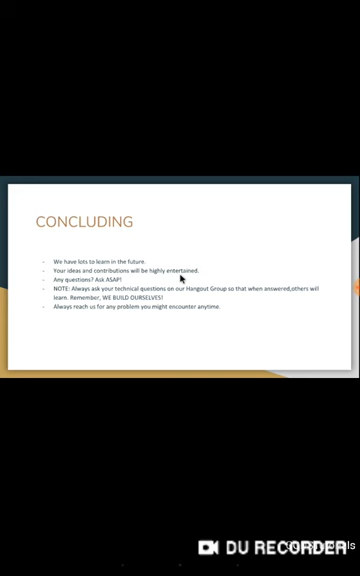 CONCLUDING
- We have lots to learn in the future.
- Your ideas and contributions will be highly entertained.
- Any questions? Ask ASAP!
- NOTE: Always ask your technical questions on our Hangout Group so that when answered,others will
learn. Remember, WE BUILD OURSELVES!
- Always reach us for any problem you might encounter anytime.
DU RECORDER